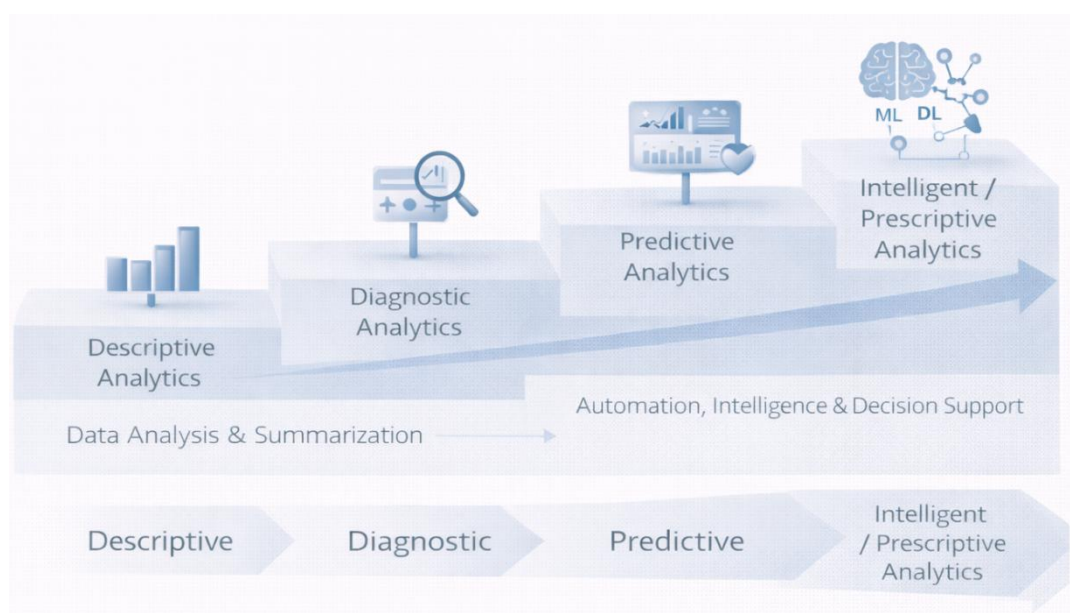 ML DL
Intelligent /
Prescriptive
Analytics
Predictive
Analytics
Diagnostic
Analytics
Descriptive
Analytics
Automation, Intelligence & Decision Support
Data Analysis & Summarization
Descriptive
Diagnostic
Predictive
Intelligent
/ Prescriptive
Analytics